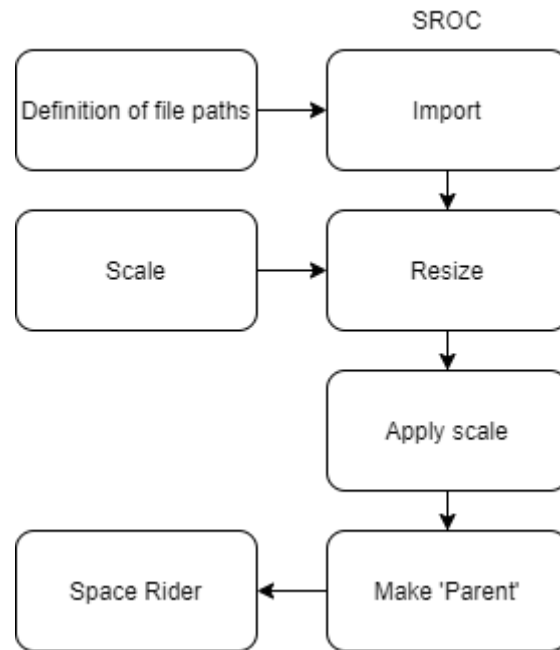 SROC
Definition of file paths
Import
Scale
Resize
Apply scale
Space Rider
Make 'Parent'